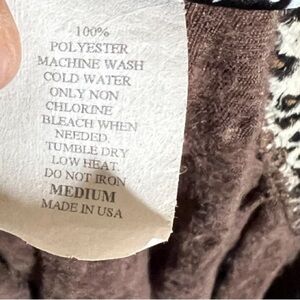 100%
POLYESTER
MACHINE WASH
COLD WATER
ONLY NON
CHLORINE
BLEACH WHEN
NEEDED
TUMBLE DRY
LOW HEAT
DO NOT IRON
MEDIUM
MADE IN USA